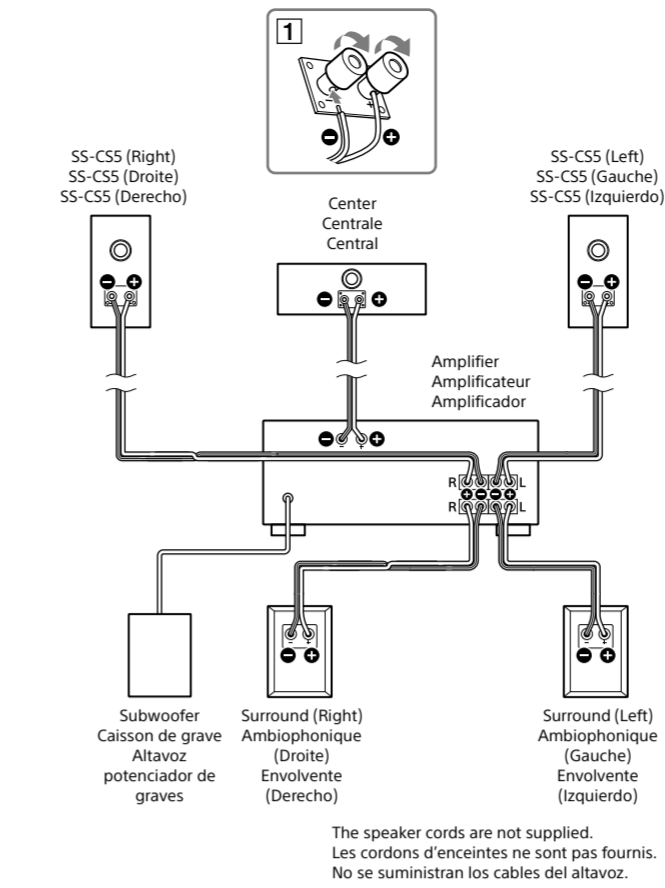 1
− +
− +
SS-CS5 (Right)
SS-CS5 (Droite)
SS-CS5 (Derecho)
Center
Centrale
Central
SS-CS5 (Left)
SS-CS5 (Gauche)
SS-CS5 (Izquierdo)
− +
− +
− +
Amplifier
Amplificateur
Amplificador
− − + +
R L
+ − − +
R L
− +
− +
− +
− +
Subwoofer
Caisson de grave
Altavoz
potenciador de
graves
Surround (Right)
Ambiophonique
(Droite)
Envolvente
(Derecho)
Surround (Left)
Ambiophonique
(Gauche)
Envolvente
(Izquierdo)
The speaker cords are not supplied.
Les cordons d’enceintes ne sont pas fournis.
No se suministran los cables del altavoz.